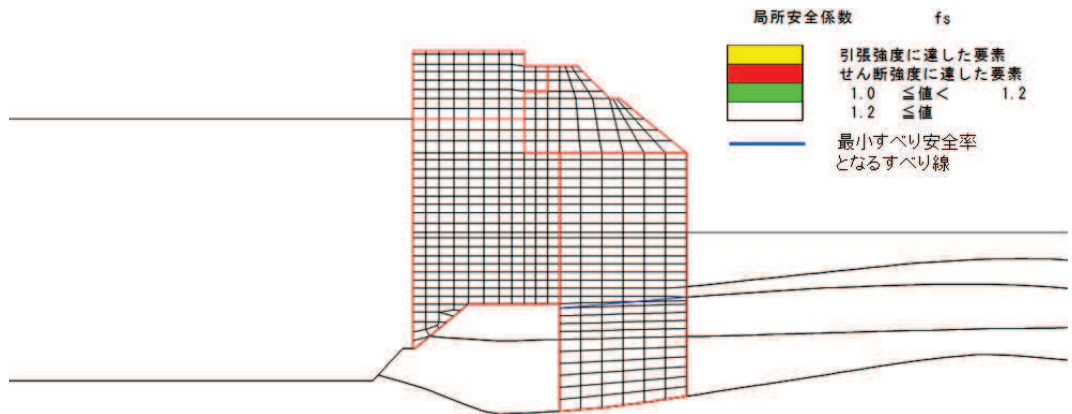 局所安全係数 fs
引張強度に達した要素
せん断強度に達した要素
1.0 ≦値< 1.2
1.2 ≦値
最小すべり安全率
となるすべり線